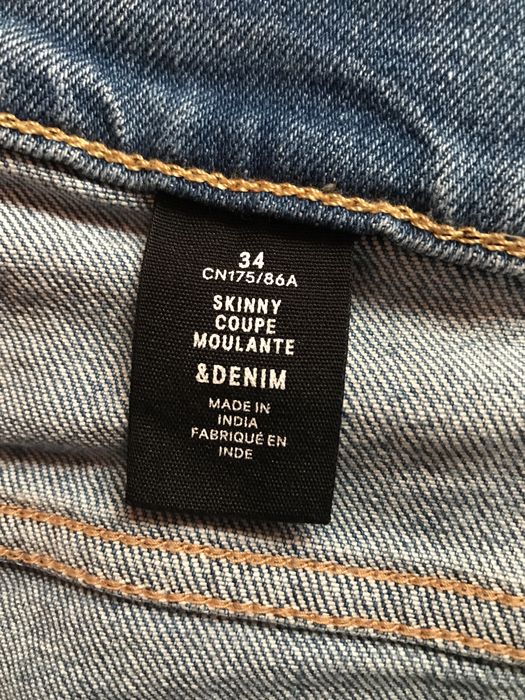 34
CN175/86A
SKINNY
COUPE
MOULANTE
&DENIM
MADE IN
INDIA
FABRIQUÉ EN
INDE